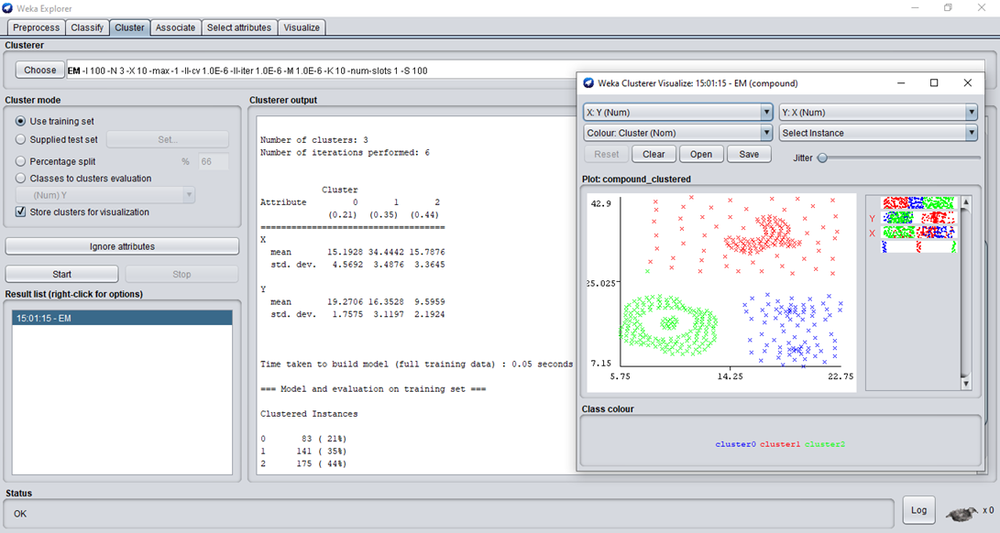 Weka Explorer
Preprocess Classify Cluster Associate Select attributes Visualize
Clusterer
Choose EM -I 100 -N 3 -X 10 -max -1 -ll-cv 1.0E-6 -ll-iter 1.0E-6 -M 1.0E-6 -K 10 -num-slots 1 -S 100
Cluster mode
Use training set
Supplied test set Set...
Percentage split % 66
Classes to clusters evaluation
(Num) Y
Store clusters for visualization
Ignore attributes
Start Stop
Result list (right-click for options)
15:01:15 - EM
Clusterer output
Number of clusters: 3
Number of iterations performed: 6
Cluster
Attribute 0 1 2
(0.21) (0.35) (0.44)
==============================
X
mean 15.1928 34.4442 15.7876
std. dev. 4.5692 3.4876 3.3645
Y
mean 19.2706 16.3528 9.5959
std. dev. 1.7575 3.1197 2.1924
Time taken to build model (full training data) : 0.05 seconds
=== Model and evaluation on training set ===
Clustered Instances
0 83 ( 21%)
1 141 ( 35%)
2 175 ( 44%)
Weka Clusterer Visualize: 15:01:15 - EM (compound)
X: Y (Num) Y: X (Num)
Colour: Cluster (Nom) Select Instance
Reset Clear Open Save Jitter
Plot: compound_clustered
42.9
25.025
7.15
5.75 14.25 22.75
Y
X
Class colour
cluster0 cluster1 cluster2
Status
OK
Log x 0